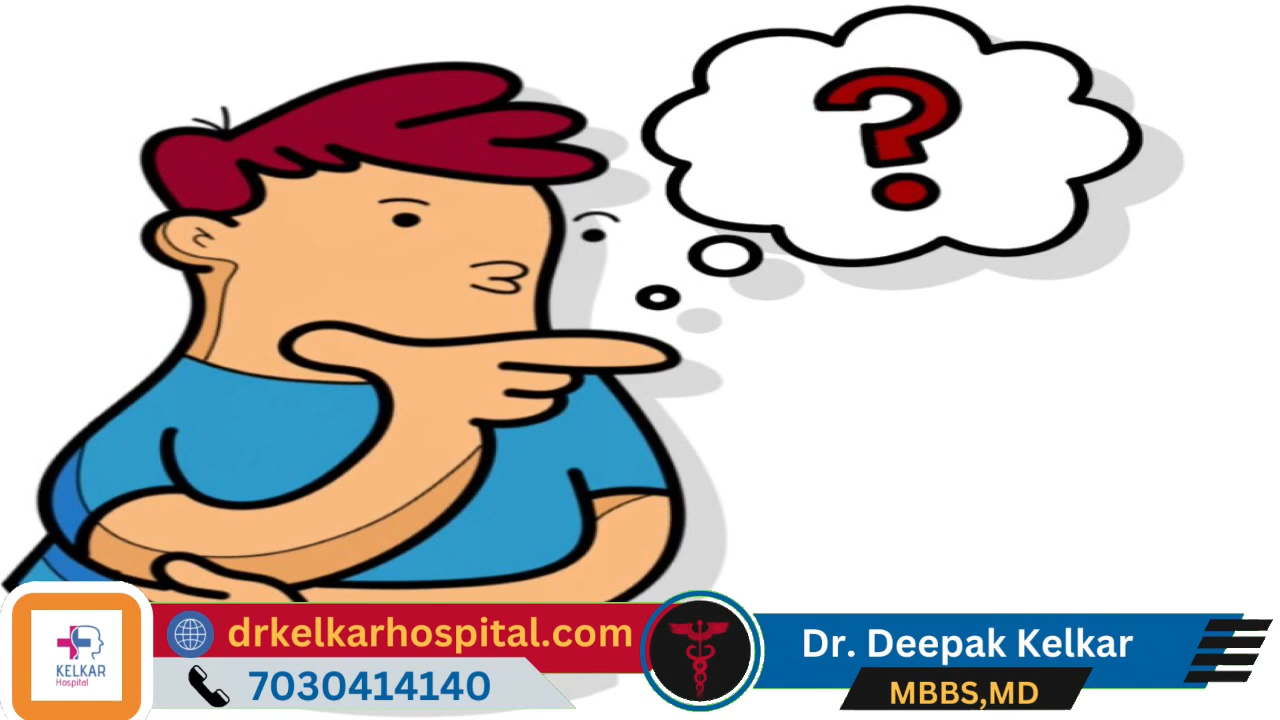 ?
KELKAR
Hospital
drkelkarhospital.com
7030414140
Dr. Deepak Kelkar
MBBS,MD